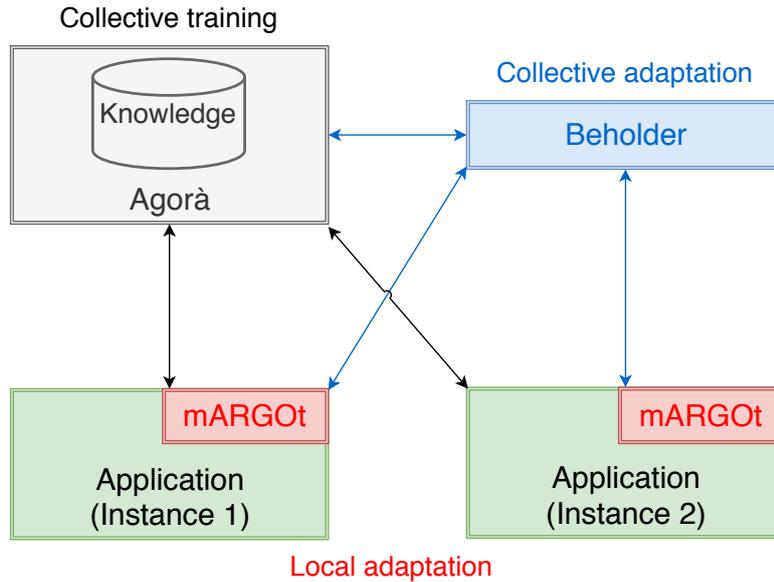 Collective training
Knowledge
Agorà
Collective adaptation
Beholder
mARGOt
Application
(Instance 1)
mARGOt
Application
(Instance 2)
Local adaptation